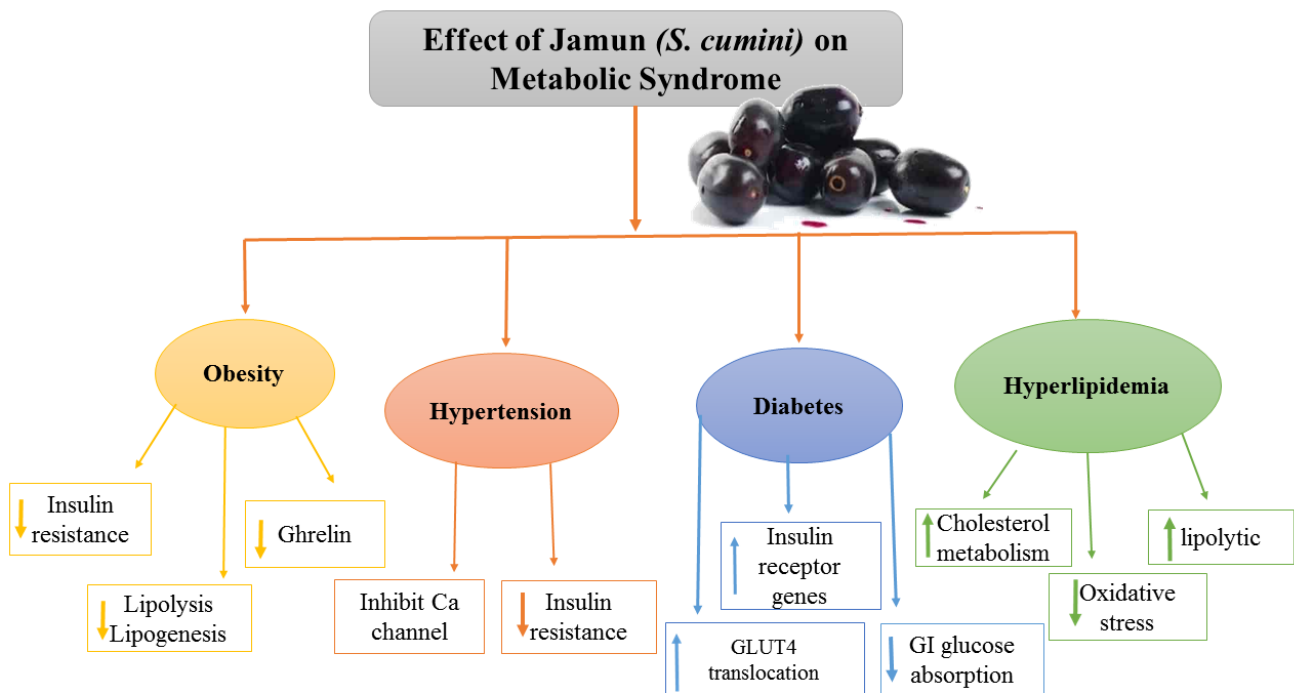 Effect of Jamun (S. cumini) on
Metabolic Syndrome
Obesity
Hypertension
Diabetes
Hyperlipidemia
Insulin
resistance
Lipolysis
Lipogenesis
Ghrelin
Inhibit Ca
channel
Insulin
resistance
GLUT4
translocation
Insulin
receptor
genes
GI glucose
absorption
Cholesterol
metabolism
Oxidative
stress
lipolytic